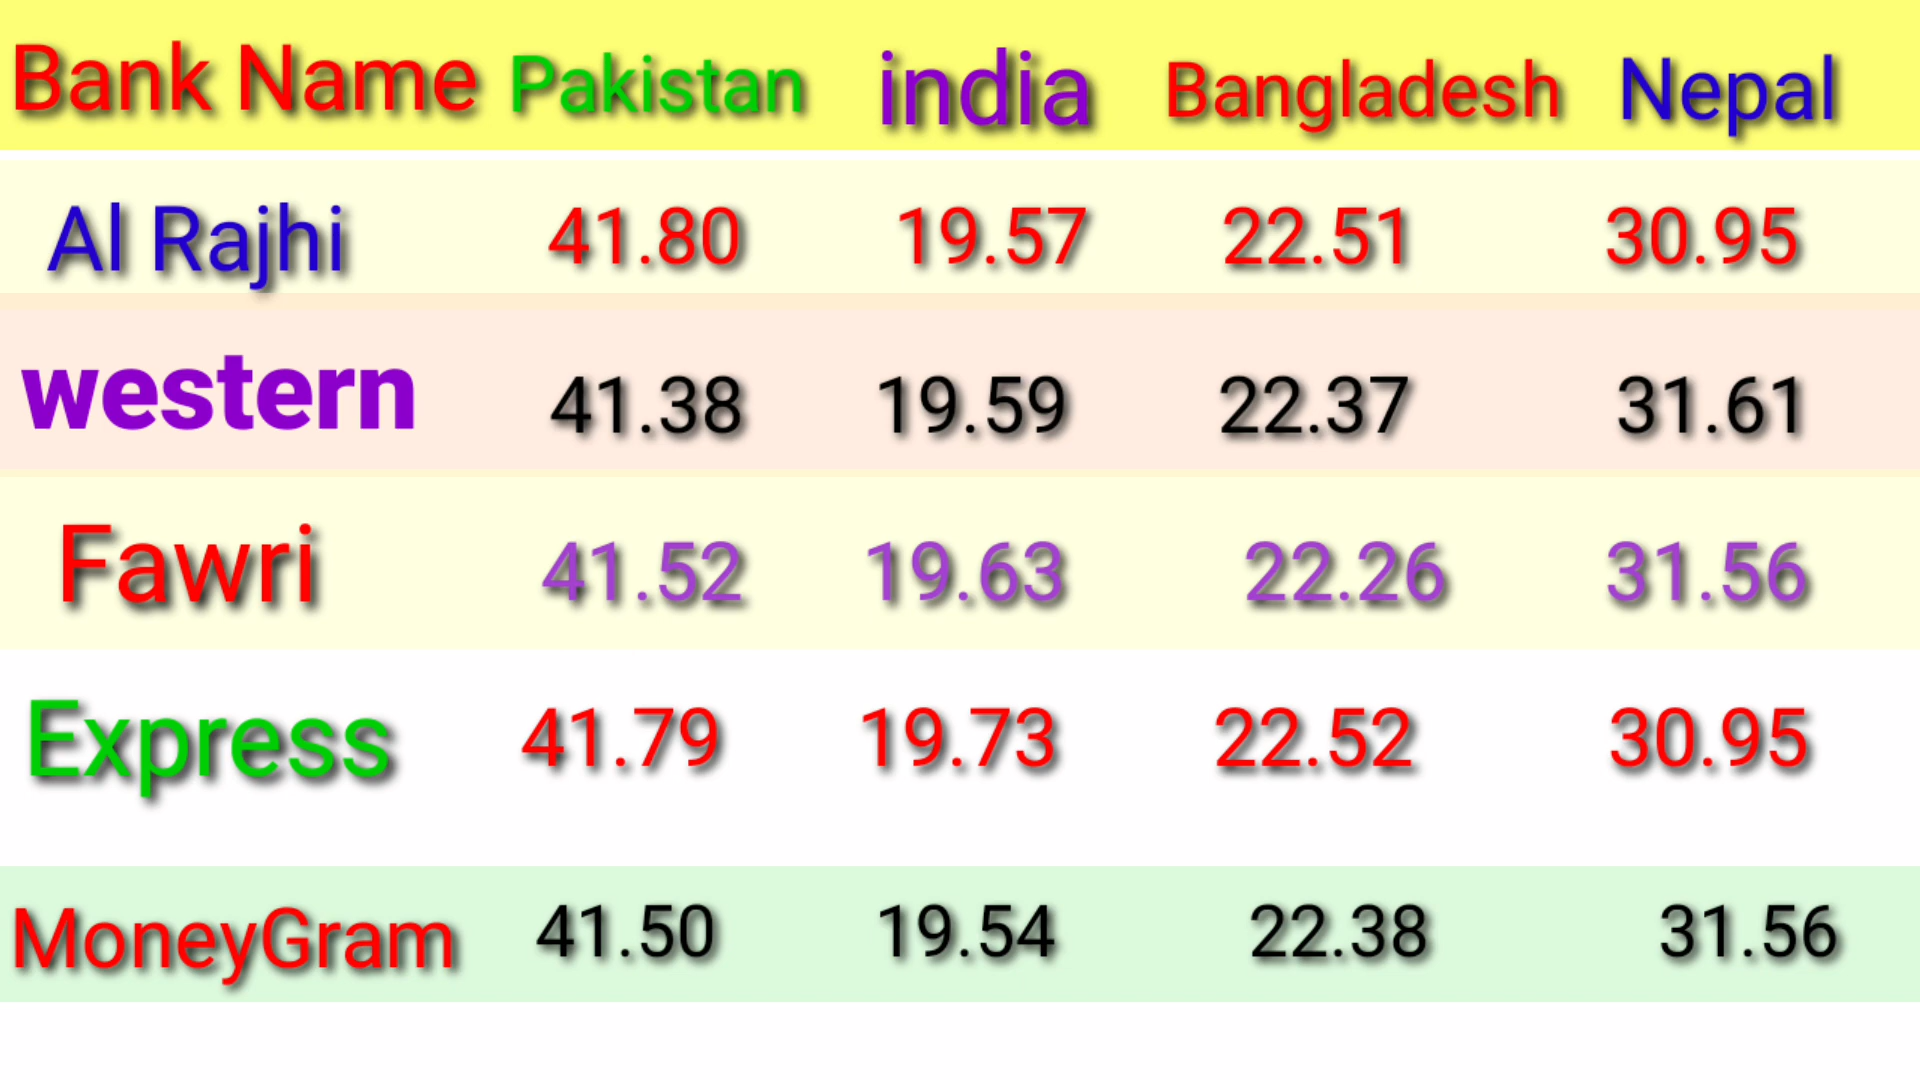 Bank Name Pakistan india Bangladesh Nepal
Al Rajhi 41.80 19.57 22.51 30.95
western 41.38 19.59 22.37 31.61
Fawri 41.52 19.63 22.26 31.56
Express 41.79 19.73 22.52 30.95
MoneyGram 41.50 19.54 22.38 31.56